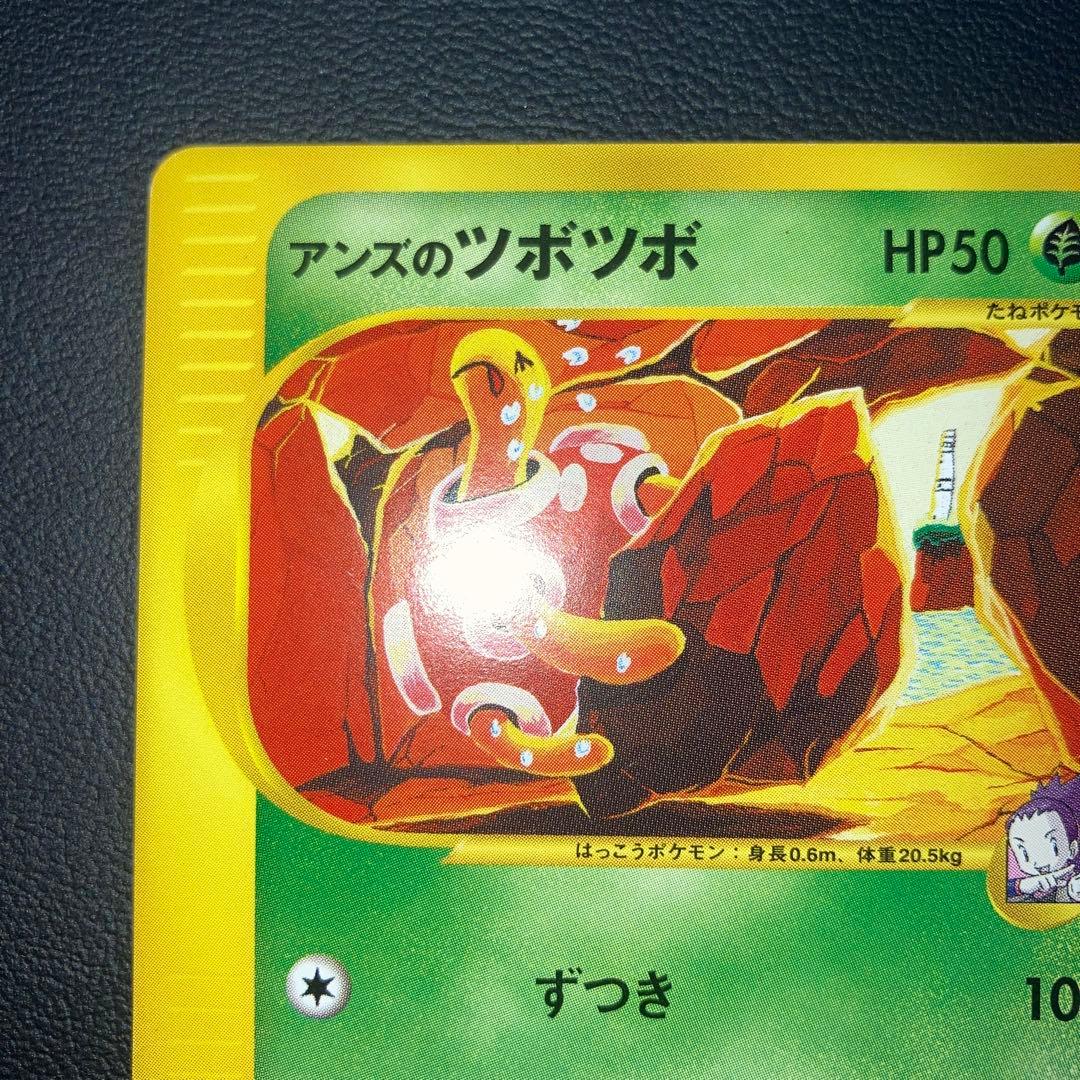 アンズのツボツボ HP50
たねポケモ
はっこうポケモン：身長0.6m、体重20.5kg
ずつき 10